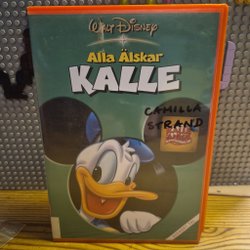 WALT DISNEY
Alla Älskar
KALLE
CAMILLA
STRAND